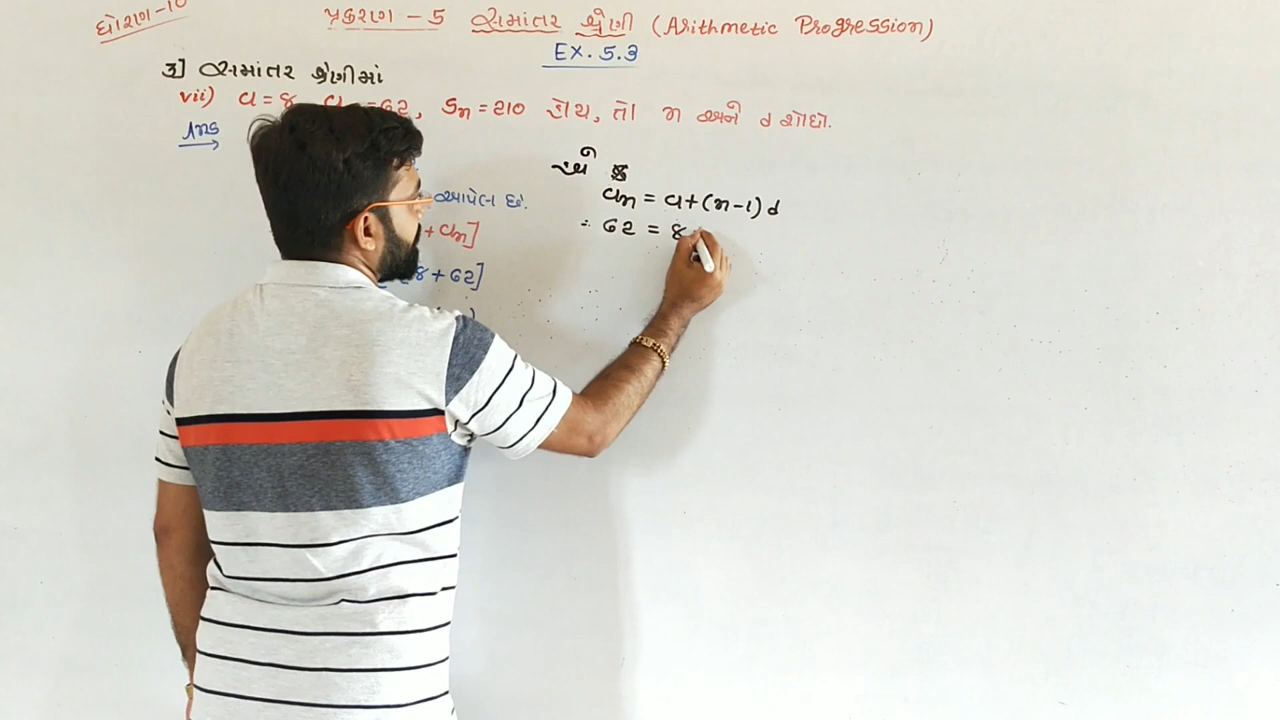 ધોરણ-10
પ્રકરણ - 5 સમાંતર શ્રેણી (Arithmetic Progression)
Ex. 5.3
3] સમાંતર શ્રેણીમાં
vii) a = 8, =62, Sn = 210 હોય, તો n અને d શોધો.
Ans
આપેલ છે.
+ an]
8 + 62]
an = a + (n-1) d
∴ 62 = 8